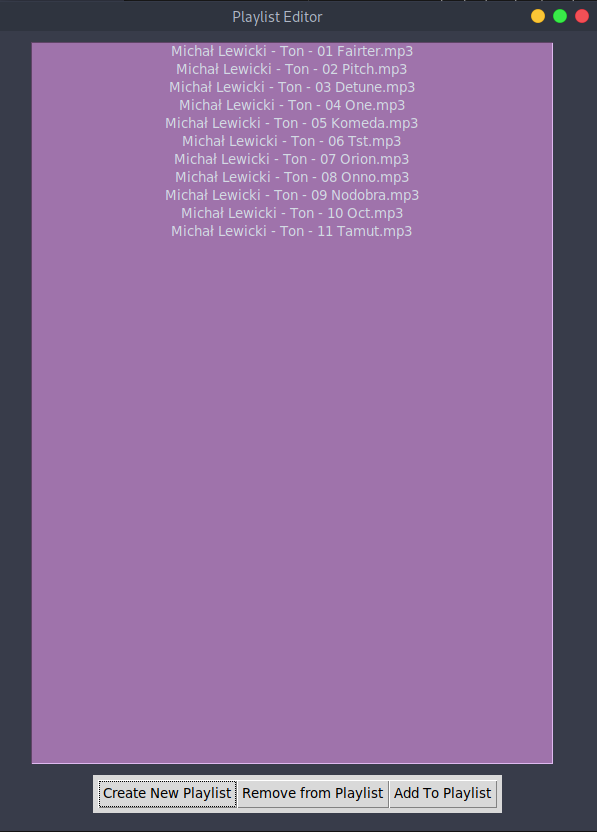 Playlist Editor
Michał Lewicki - Ton - 01 Fairter.mp3
Michał Lewicki - Ton - 02 Pitch.mp3
Michał Lewicki - Ton - 03 Detune.mp3
Michał Lewicki - Ton - 04 One.mp3
Michał Lewicki - Ton - 05 Komeda.mp3
Michał Lewicki - Ton - 06 Tst.mp3
Michał Lewicki - Ton - 07 Orion.mp3
Michał Lewicki - Ton - 08 Onno.mp3
Michał Lewicki - Ton - 09 Nodobra.mp3
Michał Lewicki - Ton - 10 Oct.mp3
Michał Lewicki - Ton - 11 Tamut.mp3
Create New Playlist Remove from Playlist Add To Playlist